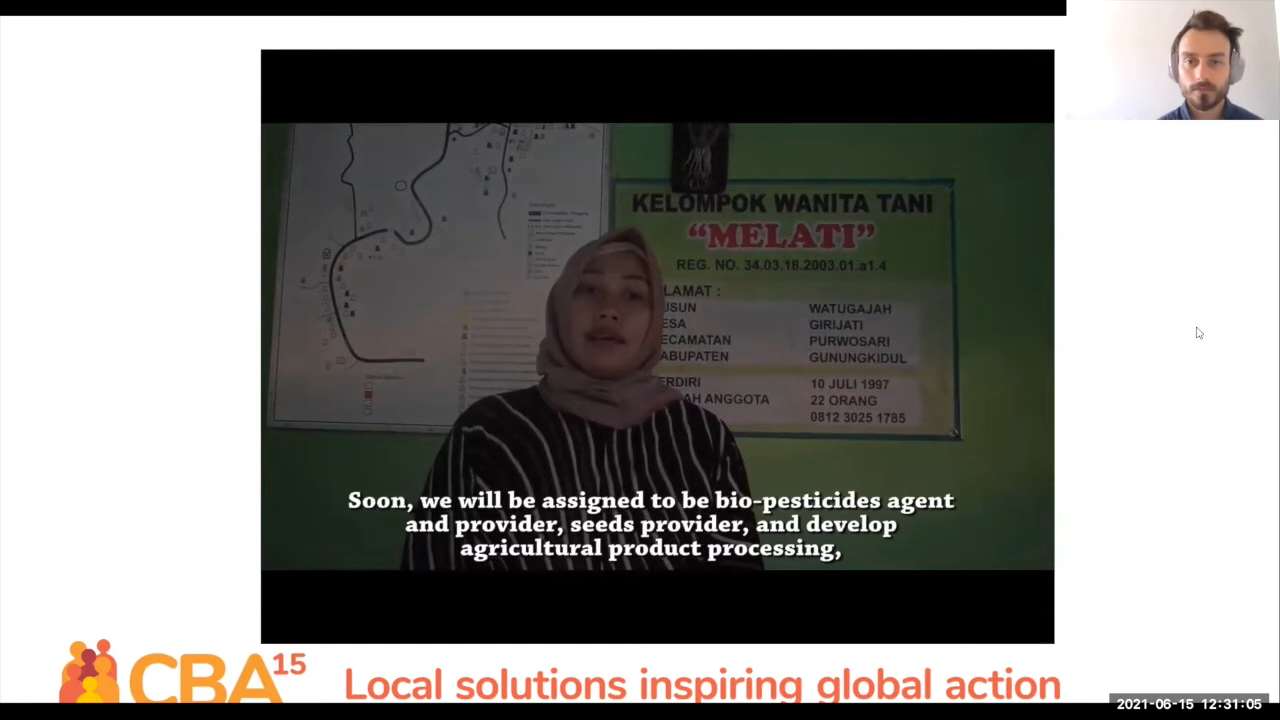 KELOMPOK WANITA TANI
“MELATI”
REG. NO. 34.03.18.2003.01.a1.4
LAMAT :
USUN WATUGAJAH
ESA GIRIJATI
ECAMATAN PURWOSARI
ABUPATEN GUNUNGKIDUL
ERDIRI 10 JULI 1997
AH ANGGOTA 22 ORANG
0812 3025 1785
Soon, we will be assigned to be bio-pesticides agent
and provider, seeds provider, and develop
agricultural product processing,
CBA 15
Local solutions inspiring global action
2021-06-15 12:31:05